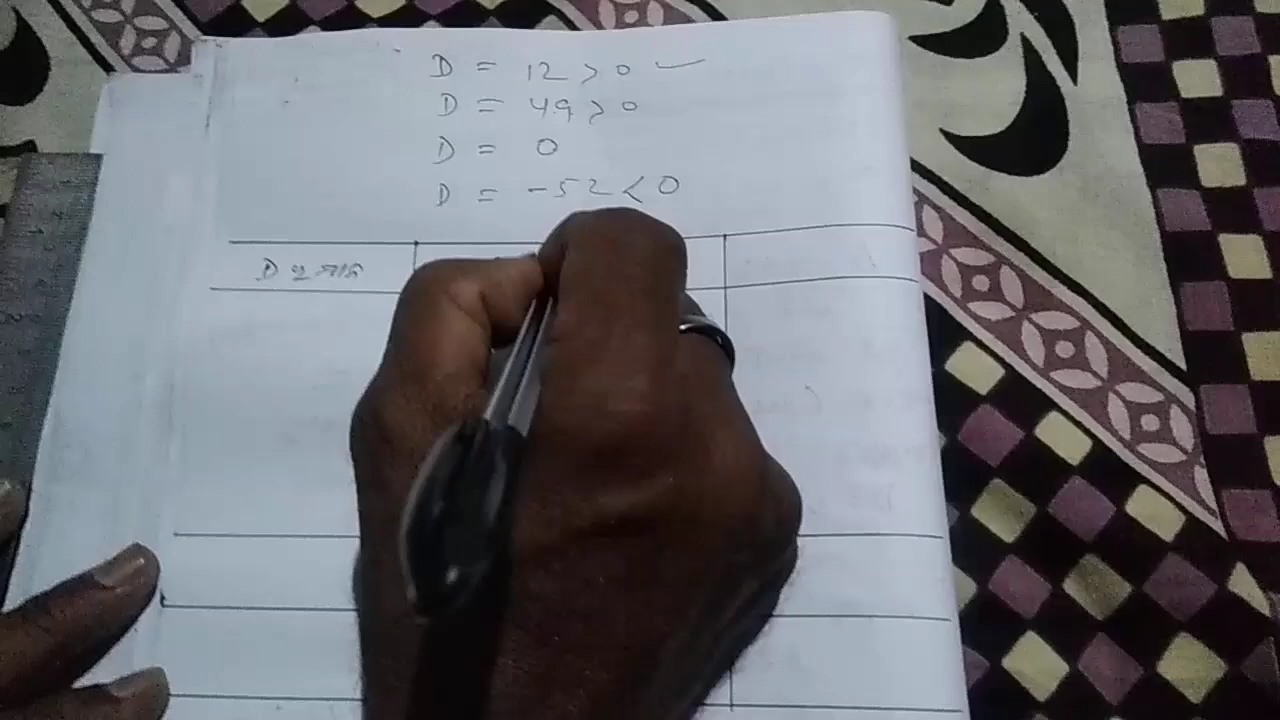 D = 12 > 0
D = 49 > 0
D = 0
D = -52 < 0
D